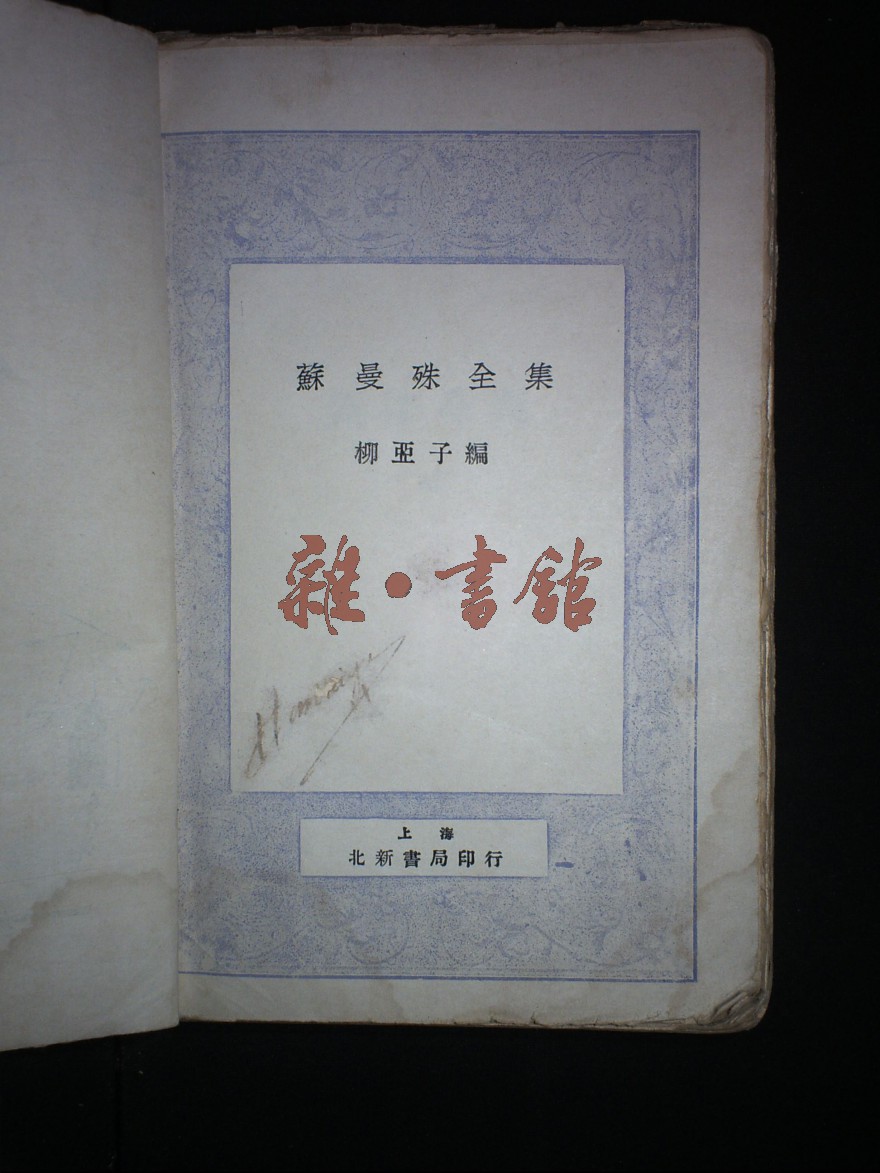 蘇曼殊全集
柳亞子編
雜•書館
上海
北新書局印行